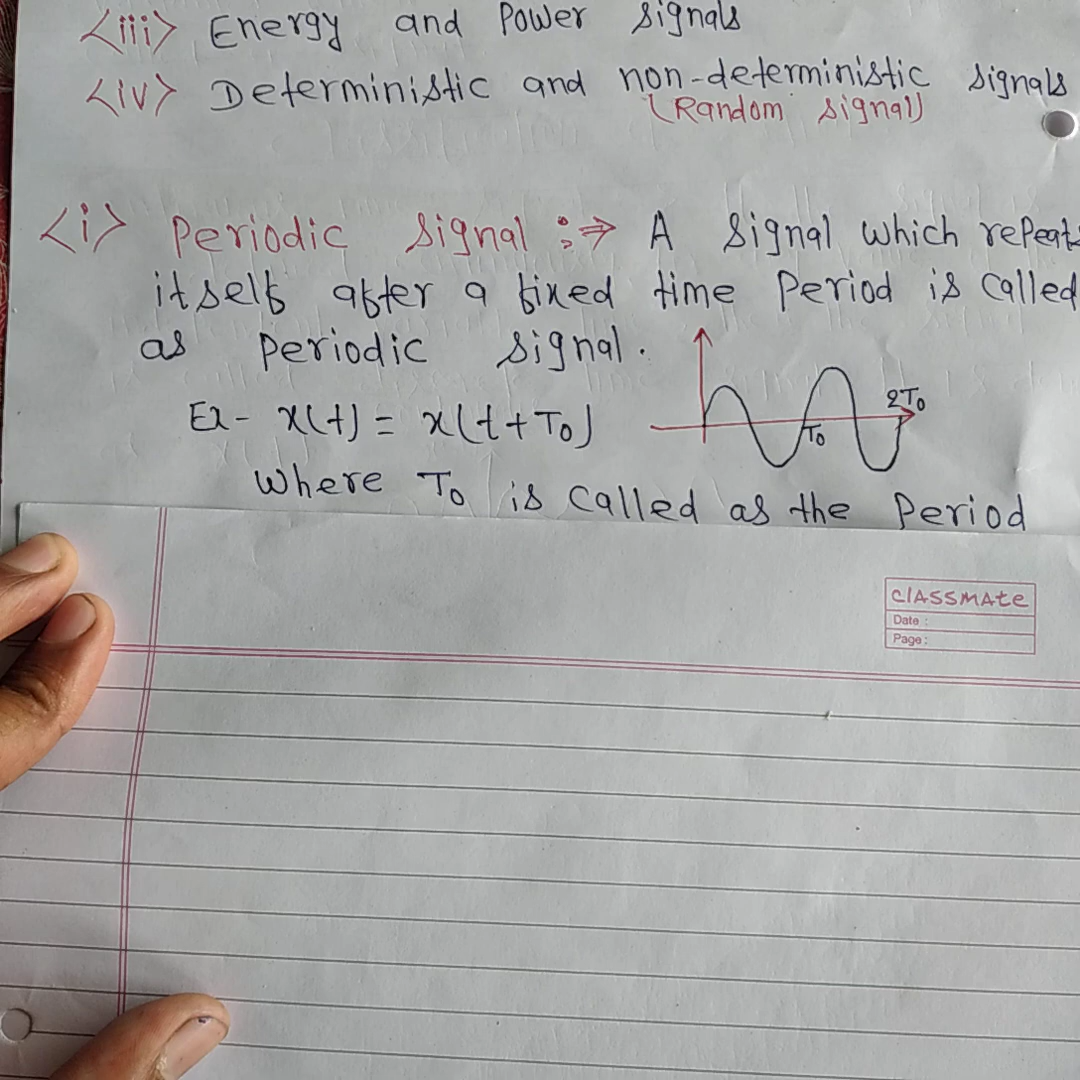 <iii> Energy and Power signals
<iv> Deterministic and non-deterministic signals
(Random signal)
<i> Periodic signal :⇒ A signal which repeats
itself after a fixed time Period is called
as Periodic signal.
Ex- x(t) = x(t+T₀)
T₀
2T₀
Where T₀ is called as the Period
CLASSMATE
Date :
Page :